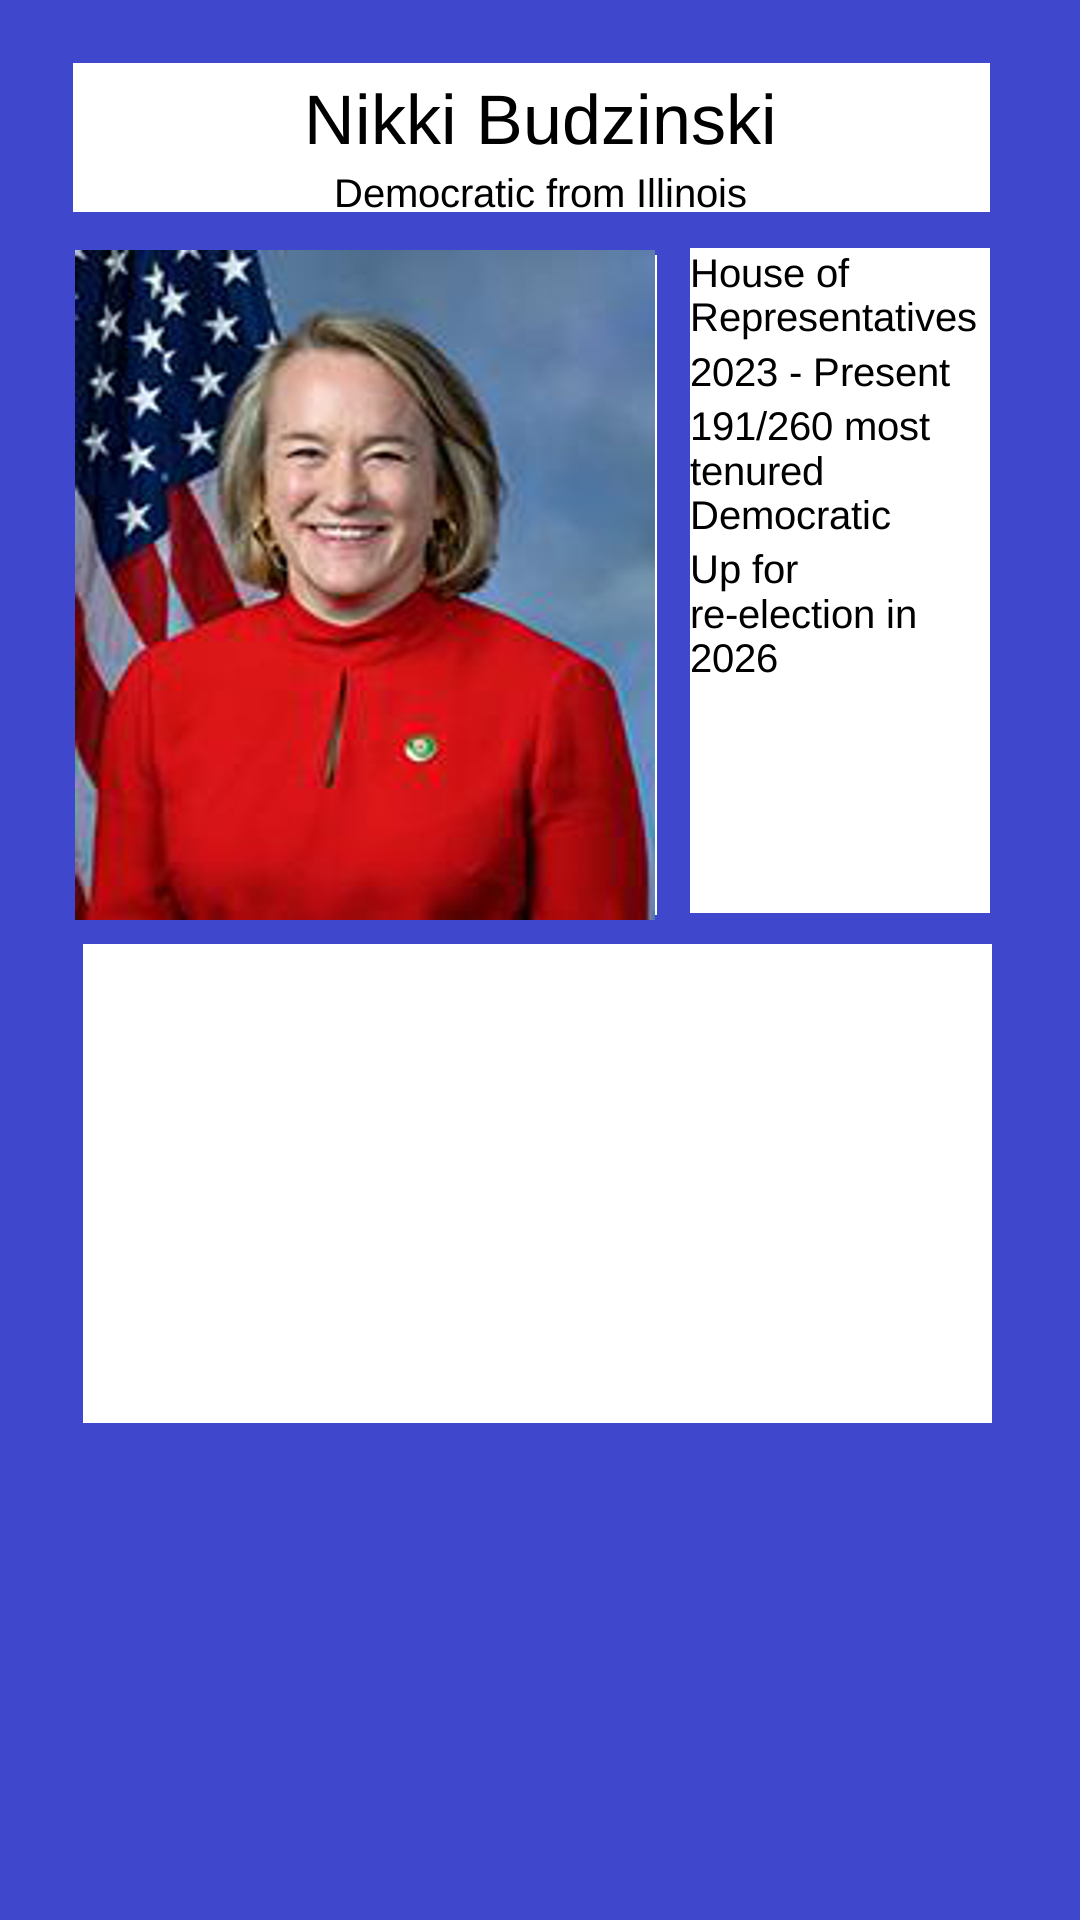 Nikki Budzinski
Democratic from Illinois
House of
Representatives
2023 - Present
191/260 most
tenured
Democratic
Up for
re-election in
2026